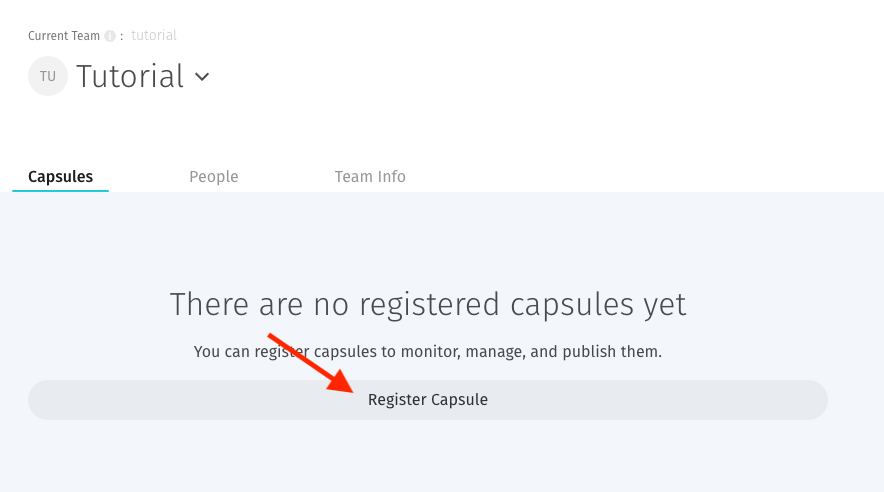 Current Team i : tutorial
TU Tutorial
Capsules People Team Info
There are no registered capsules yet
You can register capsules to monitor, manage, and publish them.
Register Capsule